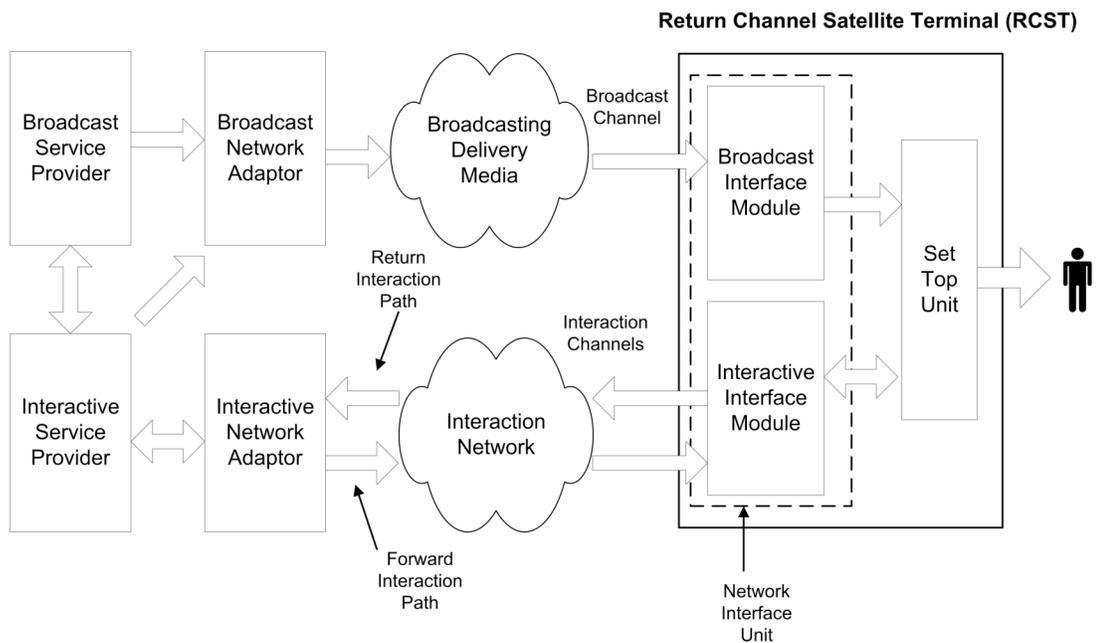 Return Channel Satellite Terminal (RCST)
Broadcast
Service
Provider
Broadcast
Network
Adaptor
Broadcasting
Delivery
Media
Broadcast
Channel
Broadcast
Interface
Module
Set
Top
Unit
Return
Interaction
Path
Interaction
Channels
Interactive
Service
Provider
Interactive
Network
Adaptor
Interaction
Network
Interactive
Interface
Module
Forward
Interaction
Path
Network
Interface
Unit